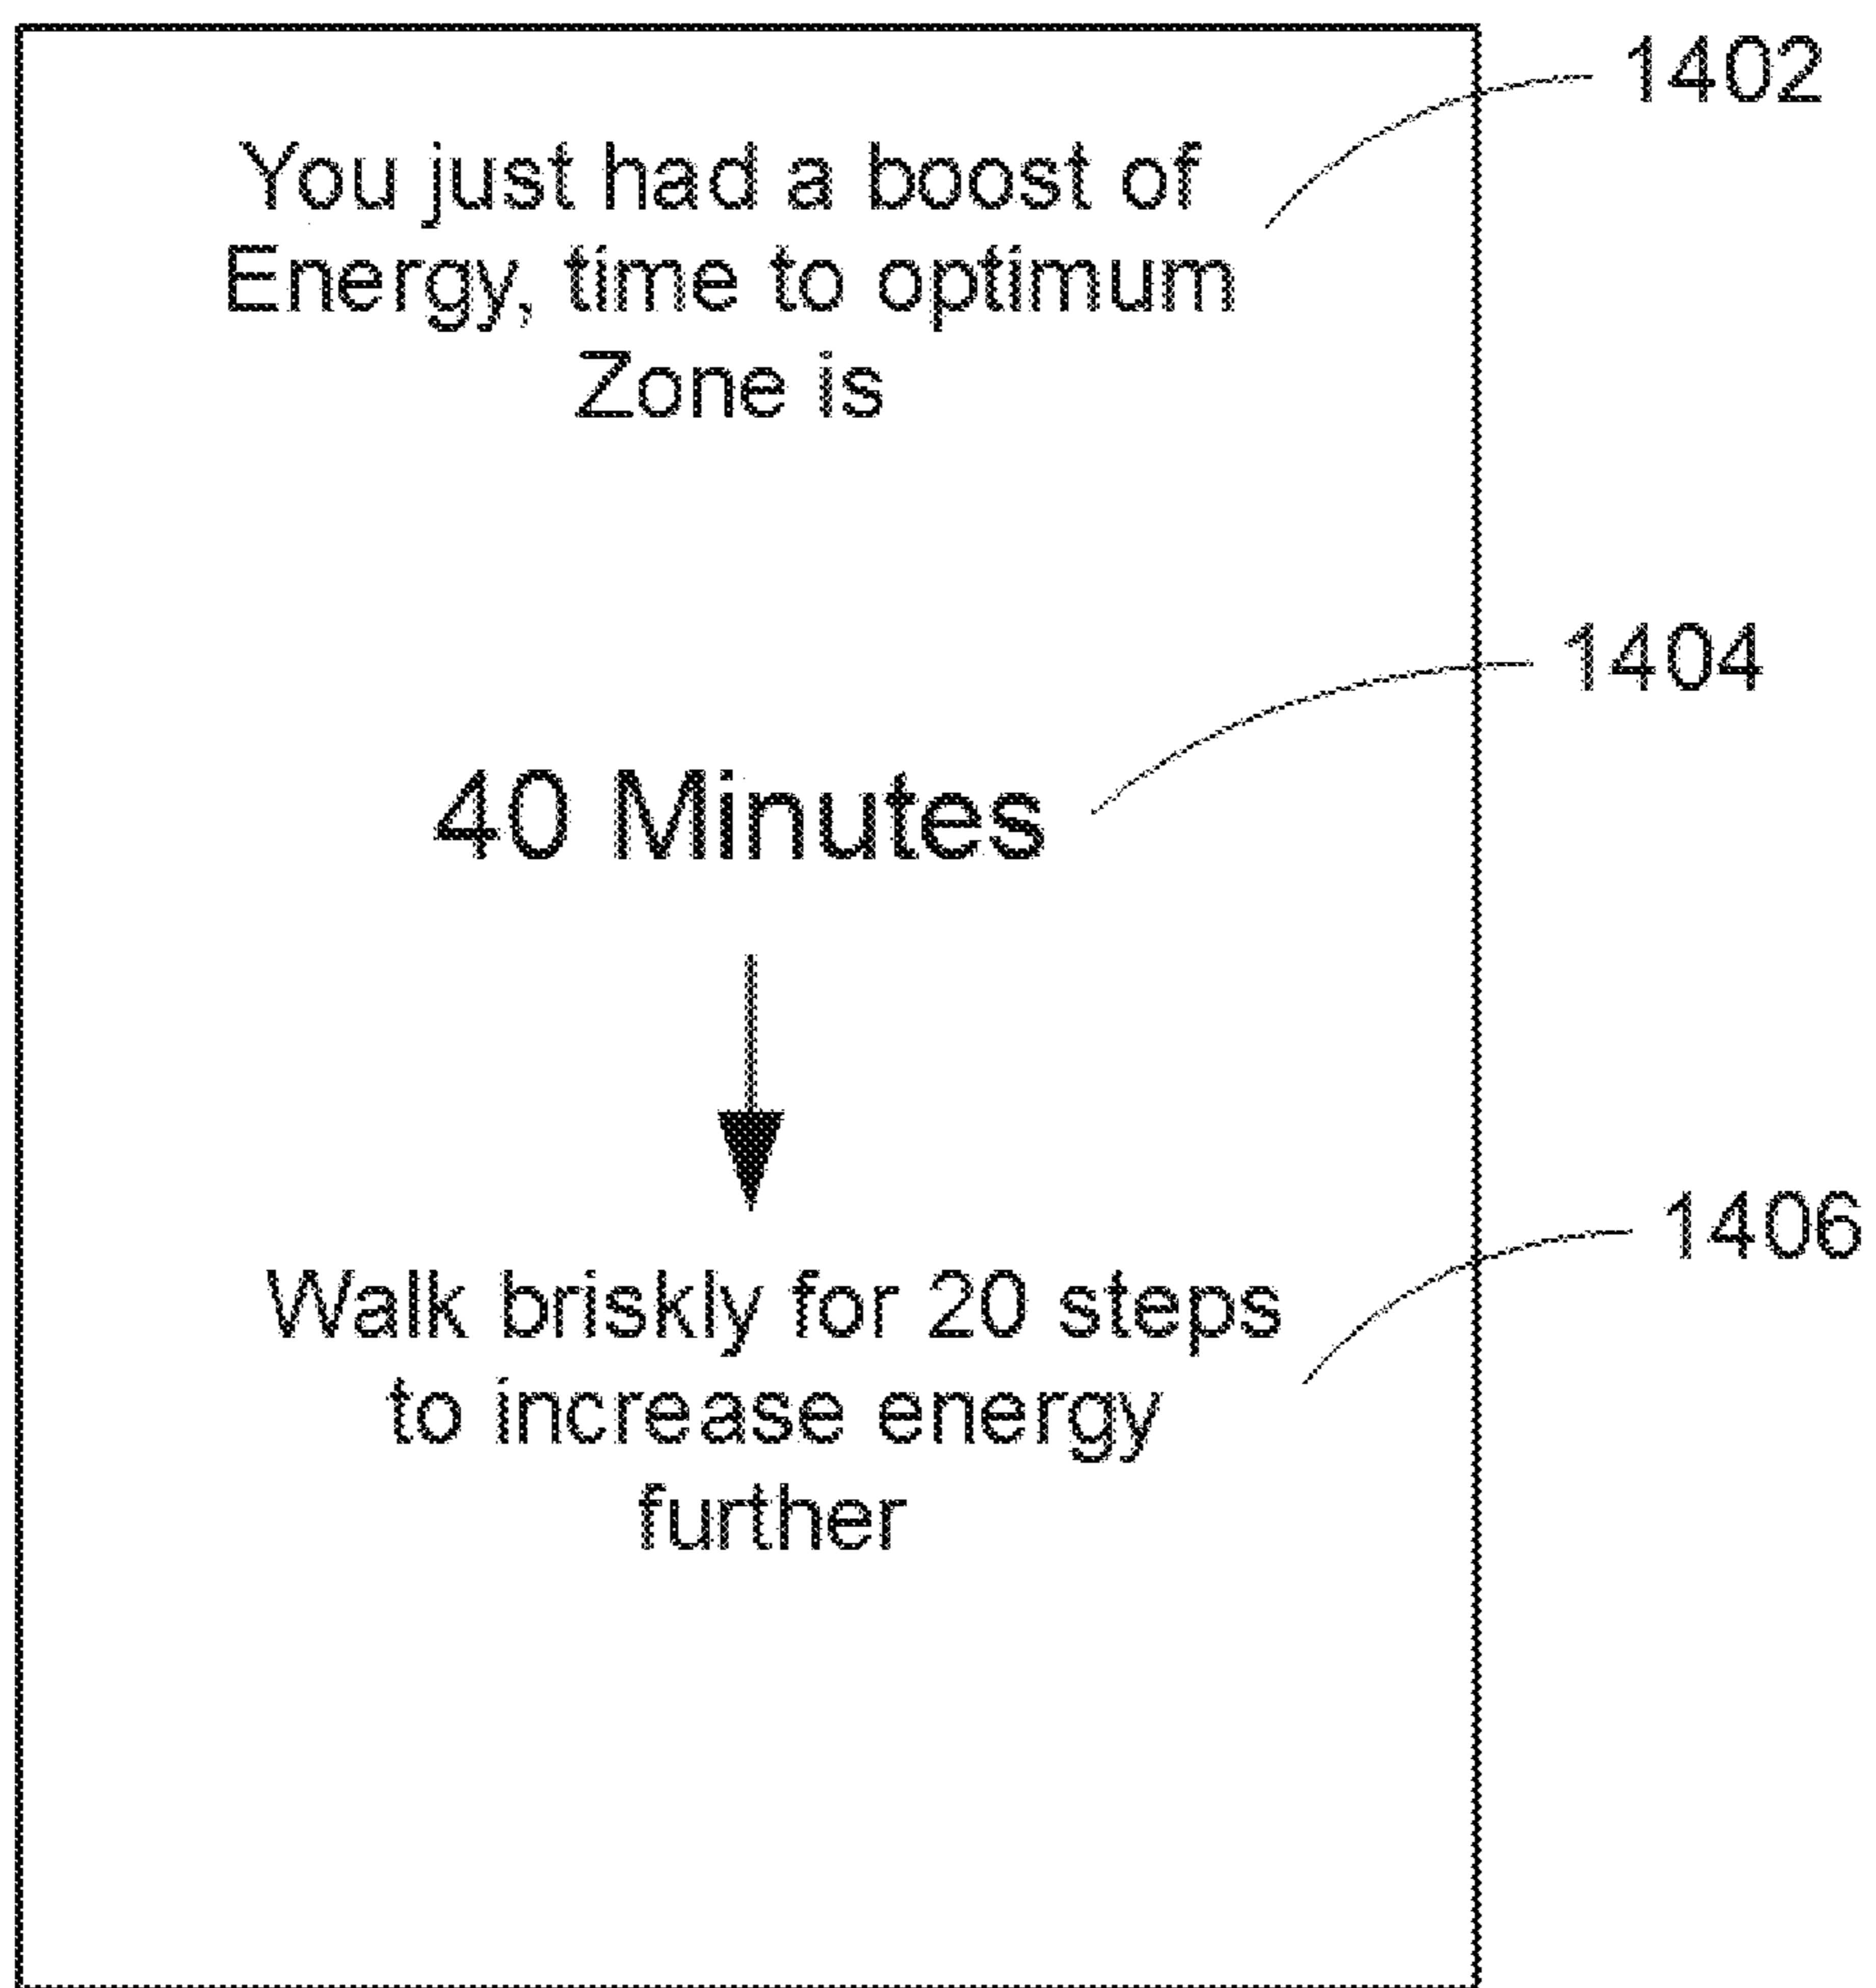 1402
You just had a boost of
Energy, time to optimum
Zone is
1404
40 Minutes
1406
Walk briskly for 20 steps
to increase energy
further